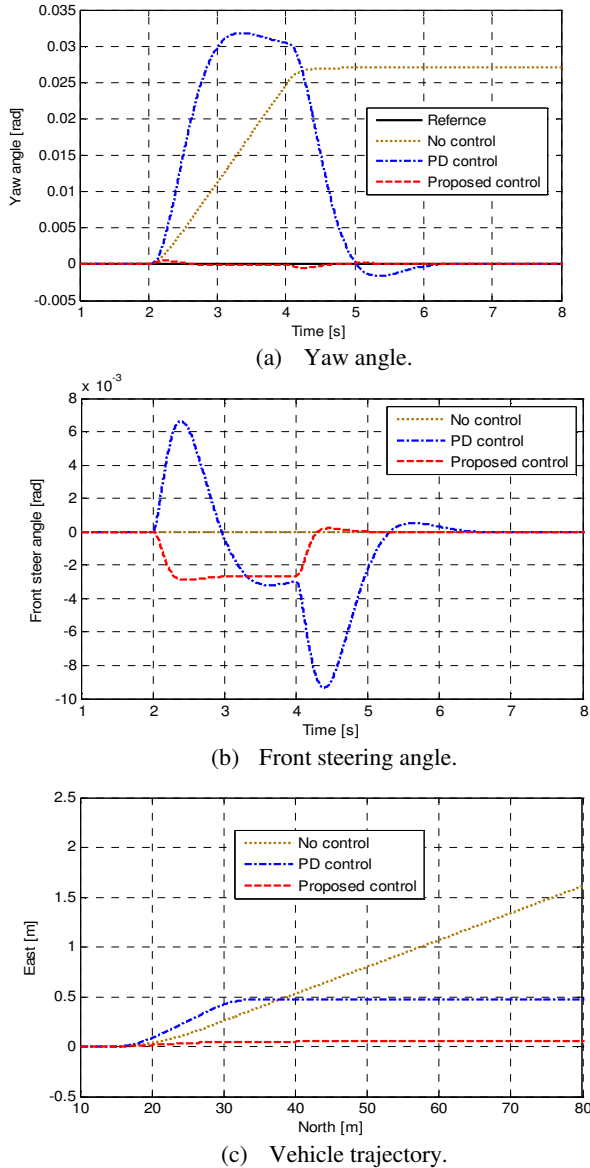 0.035
0.03
0.025
0.02
0.015
0.01
0.005
0
-0.005
Yaw angle [rad]
Refernce
No control
PD control
Proposed control
1 2 3 4 5 6 7 8
Time [s]
(a) Yaw angle.
x 10-3
8
6
4
2
0
-2
-4
-6
-8
-10
Front steer angle [rad]
No control
PD control
Proposed control
1 2 3 4 5 6 7 8
Time [s]
(b) Front steering angle.
2.5
2
1.5
1
0.5
0
-0.5
East [m]
No control
PD control
Proposed control
10 20 30 40 50 60 70 80
North [m]
(c) Vehicle trajectory.